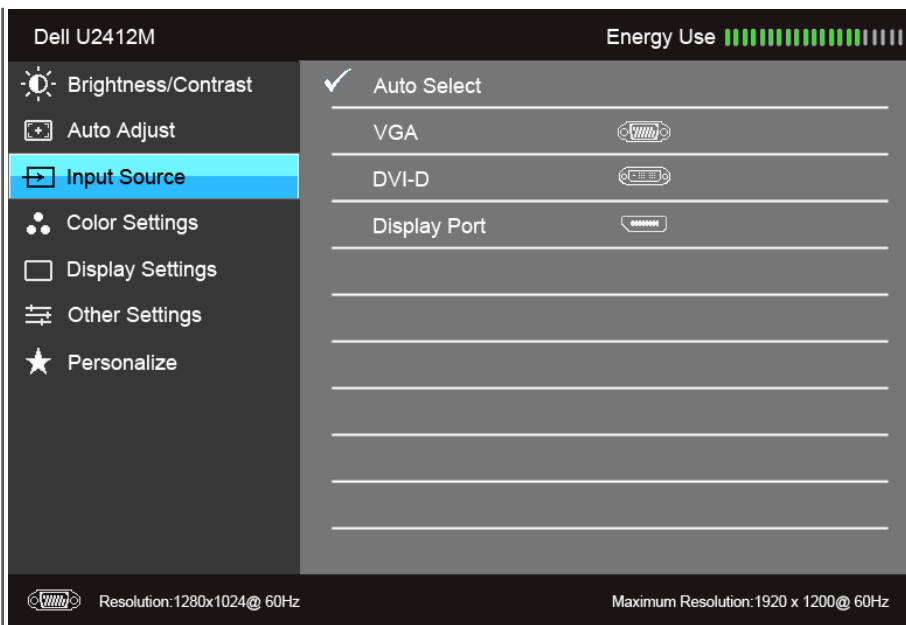 Dell U2412M Energy Use
Brightness/Contrast
Auto Adjust
Input Source
Color Settings
Display Settings
Other Settings
Personalize
Auto Select
VGA
DVI-D
Display Port
Resolution:1280x1024@ 60Hz
Maximum Resolution:1920 x 1200@ 60Hz